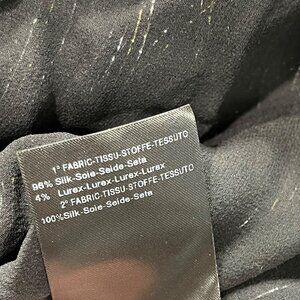 1° FABRIC-TISSU-STOFFE-TESSUTO
96% Silk-Soie-Seide-Seta
4% Lurex-Lurex-Lurex-Lurax
2° FABRIC-TISSU-STOFFE-TESSUTO
100%Silk-Soie-Seide-Seta